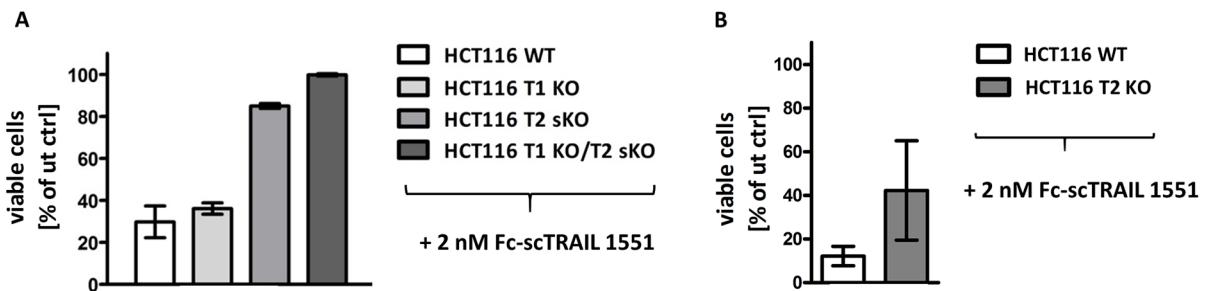 A
viable cells
[% of ut ctrl]
100
80
60
40
20
0
HCT116 WT
HCT116 T1 KO
HCT116 T2 sKO
HCT116 T1 KO/T2 sKO
+ 2 nM Fc-scTRAIL 1551
B
viable cells
[% of ut ctrl]
100
80
60
40
20
0
HCT116 WT
HCT116 T2 KO
+ 2 nM Fc-scTRAIL 1551